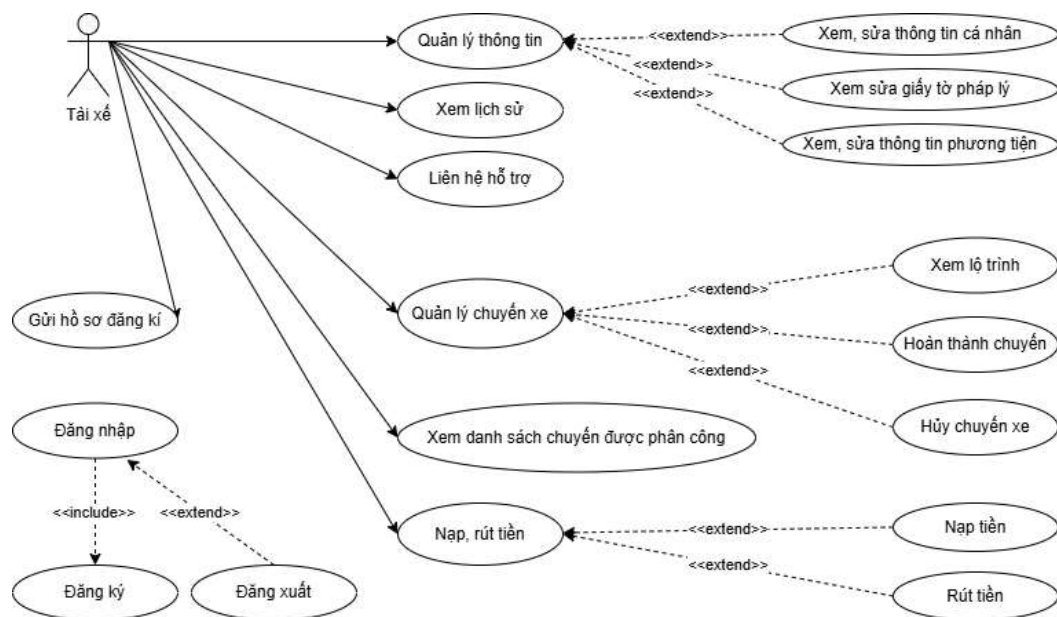 Tài xế
Quản lý thông tin
<<extend>>
Xem, sửa thông tin cá nhân
<<extend>>
Xem sửa giấy tờ pháp lý
<<extend>>
Xem, sửa thông tin phương tiện
Xem lịch sử
Liên hệ hỗ trợ
Gửi hồ sơ đăng kí
Quản lý chuyến xe
<<extend>>
Xem lộ trình
<<extend>>
Hoàn thành chuyến
<<extend>>
Hủy chuyến xe
Xem danh sách chuyến được phân công
Đăng nhập
<<include>>
<<extend>>
Đăng ký
Đăng xuất
Nạp, rút tiền
<<extend>>
Nạp tiền
<<extend>>
Rút tiền